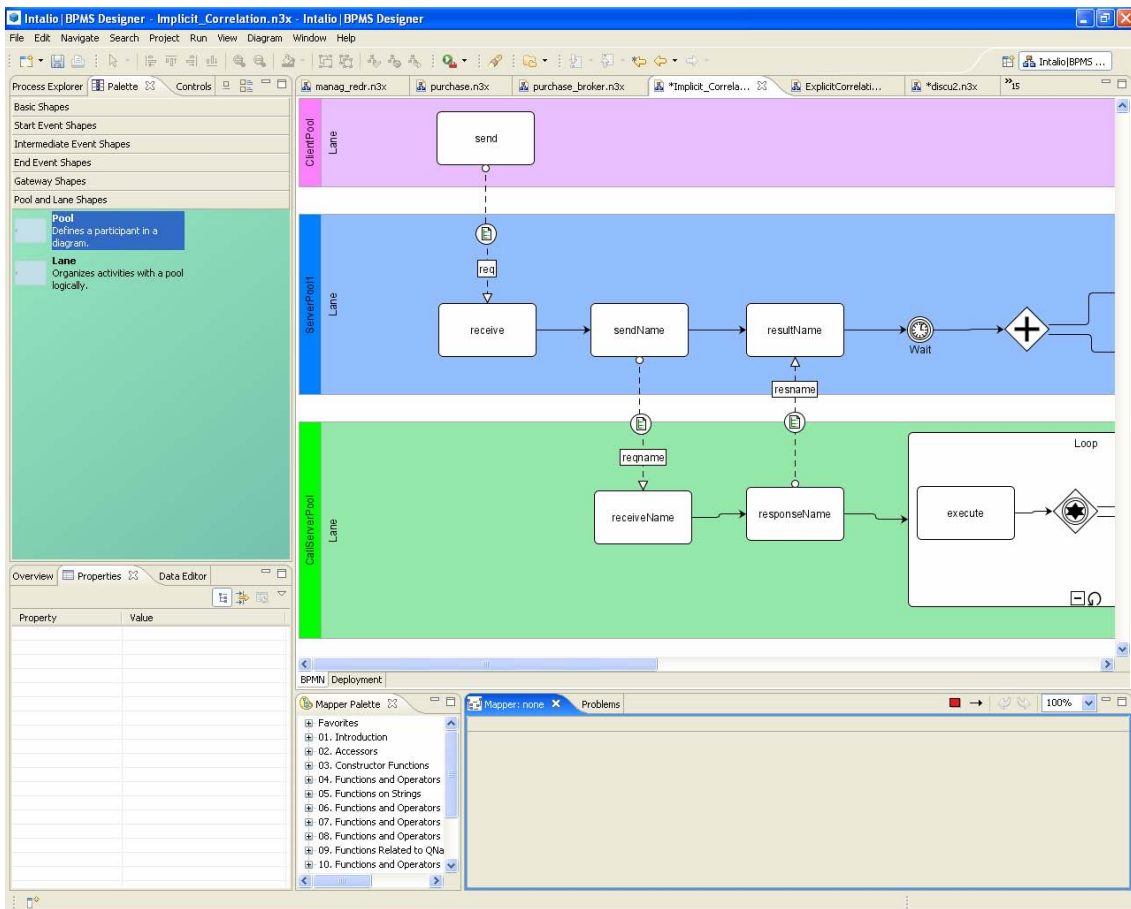 Intalio|BPMS Designer - Implicit_Correlation.n3x - Intalio|BPMS Designer
File Edit Navigate Search Project Run View Diagram Window Help
Intalio|BPMS ...
Process Explorer Palette Controls
manag_redr.n3x purchase.n3x purchase_broker.n3x *Implicit_Correla... ExplicitCorrelati... *discu2.n3x »15
Basic Shapes
Start Event Shapes
Intermediate Event Shapes
End Event Shapes
Gateway Shapes
Pool and Lane Shapes
Pool
Defines a participant in a
diagram.
Lane
Organizes activities with a pool
logically.
ClientPool
Lane
send
req
ServerPool1
Lane
receive
sendName
resultName
Wait
resname
reqname
CallServerPool
Lane
receiveName
responseName
Loop
execute
Overview Properties Data Editor
Property Value
BPMN Deployment
Mapper Palette
Favorites
01. Introduction
02. Accessors
03. Constructor Functions
04. Functions and Operators
05. Functions on Strings
06. Functions and Operators
07. Functions and Operators
08. Functions and Operators
09. Functions Related to QNa
10. Functions and Operators
Mapper: none Problems
100%